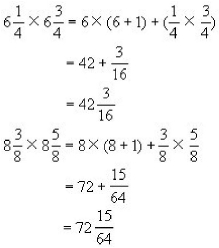 6 1/4 × 6 3/4 = 6 × (6 + 1) + (1/4 × 3/4)
= 42 + 3/16
= 42 3/16
8 3/8 × 8 5/8 = 8 × (8 + 1) + 3/8 × 5/8
= 72 + 15/64
= 72 15/64